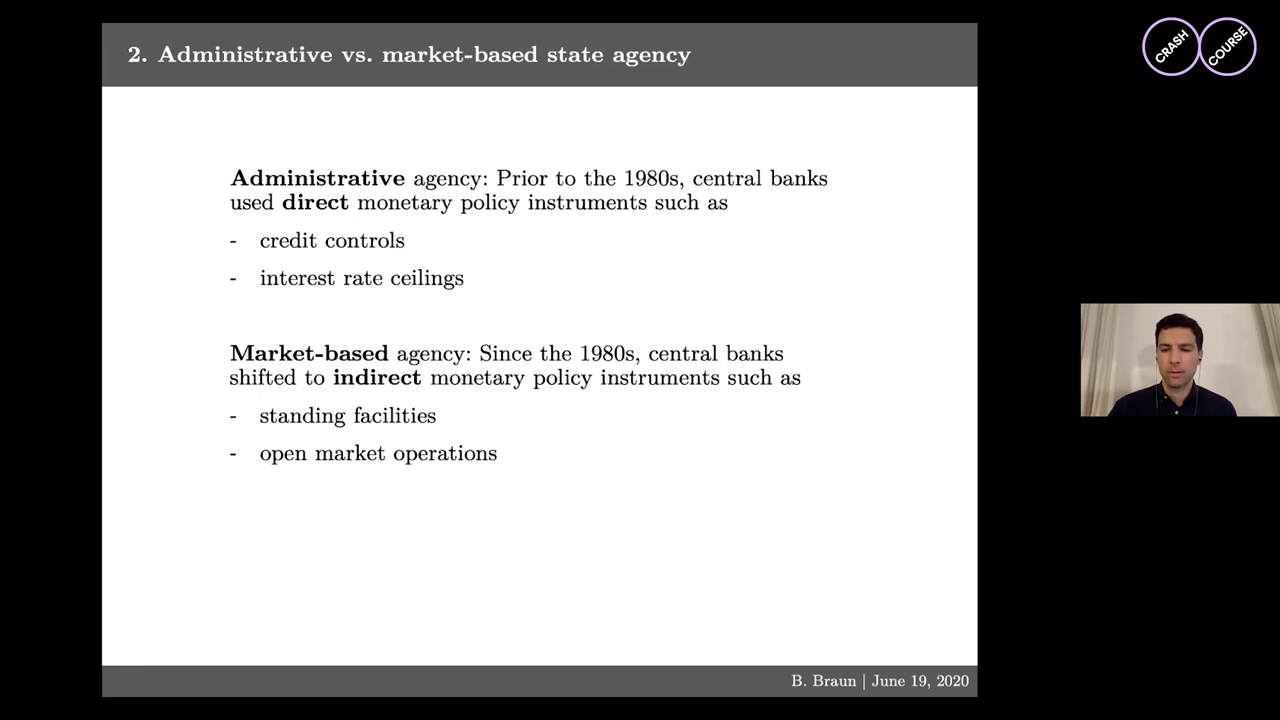 2. Administrative vs. market-based state agency
CRASH
COURSE
Administrative agency: Prior to the 1980s, central banks
used direct monetary policy instruments such as
- credit controls
- interest rate ceilings
Market-based agency: Since the 1980s, central banks
shifted to indirect monetary policy instruments such as
- standing facilities
- open market operations
B. Braun | June 19, 2020